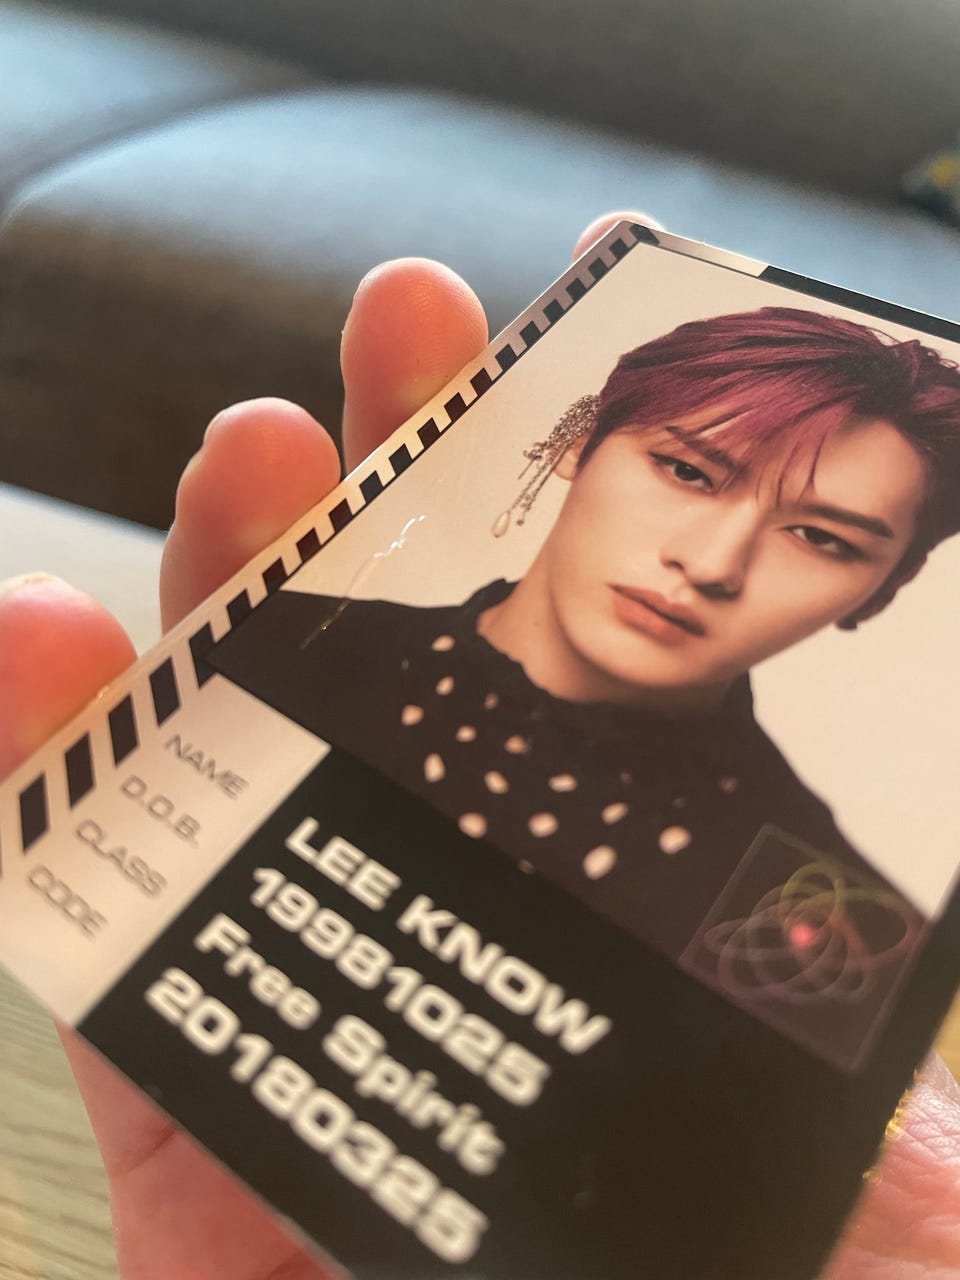 NAME
D.O.B.
CLASS
CODE
LEE KNOW
19981025
Free Spirit
20180325